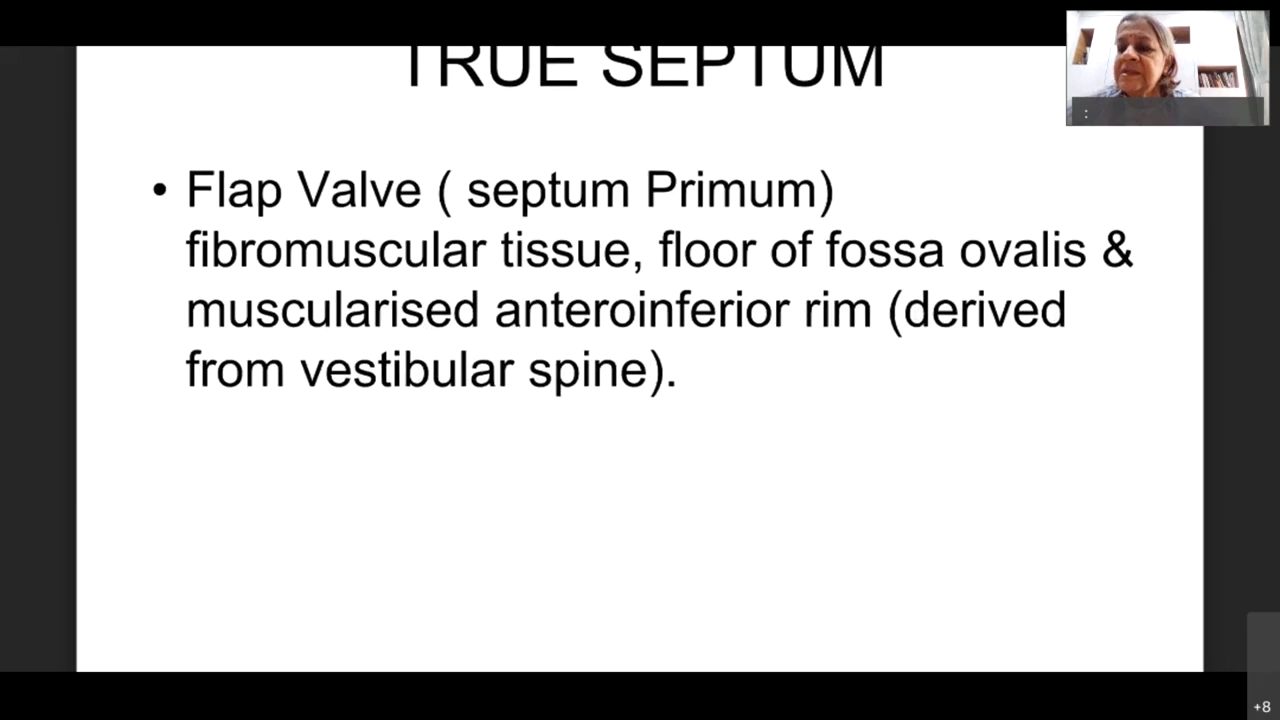 TRUE SEPTUM
• Flap Valve ( septum Primum)
fibromuscular tissue, floor of fossa ovalis &
muscularised anteroinferior rim (derived
from vestibular spine).
:
+8